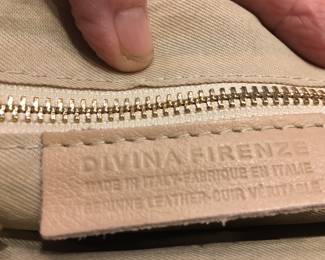 DIVINA FIRENZE
MADE IN ITALY-FABRIQUE EN ITALIE
GENUINE LEATHER-CUIR VÉRITABLE